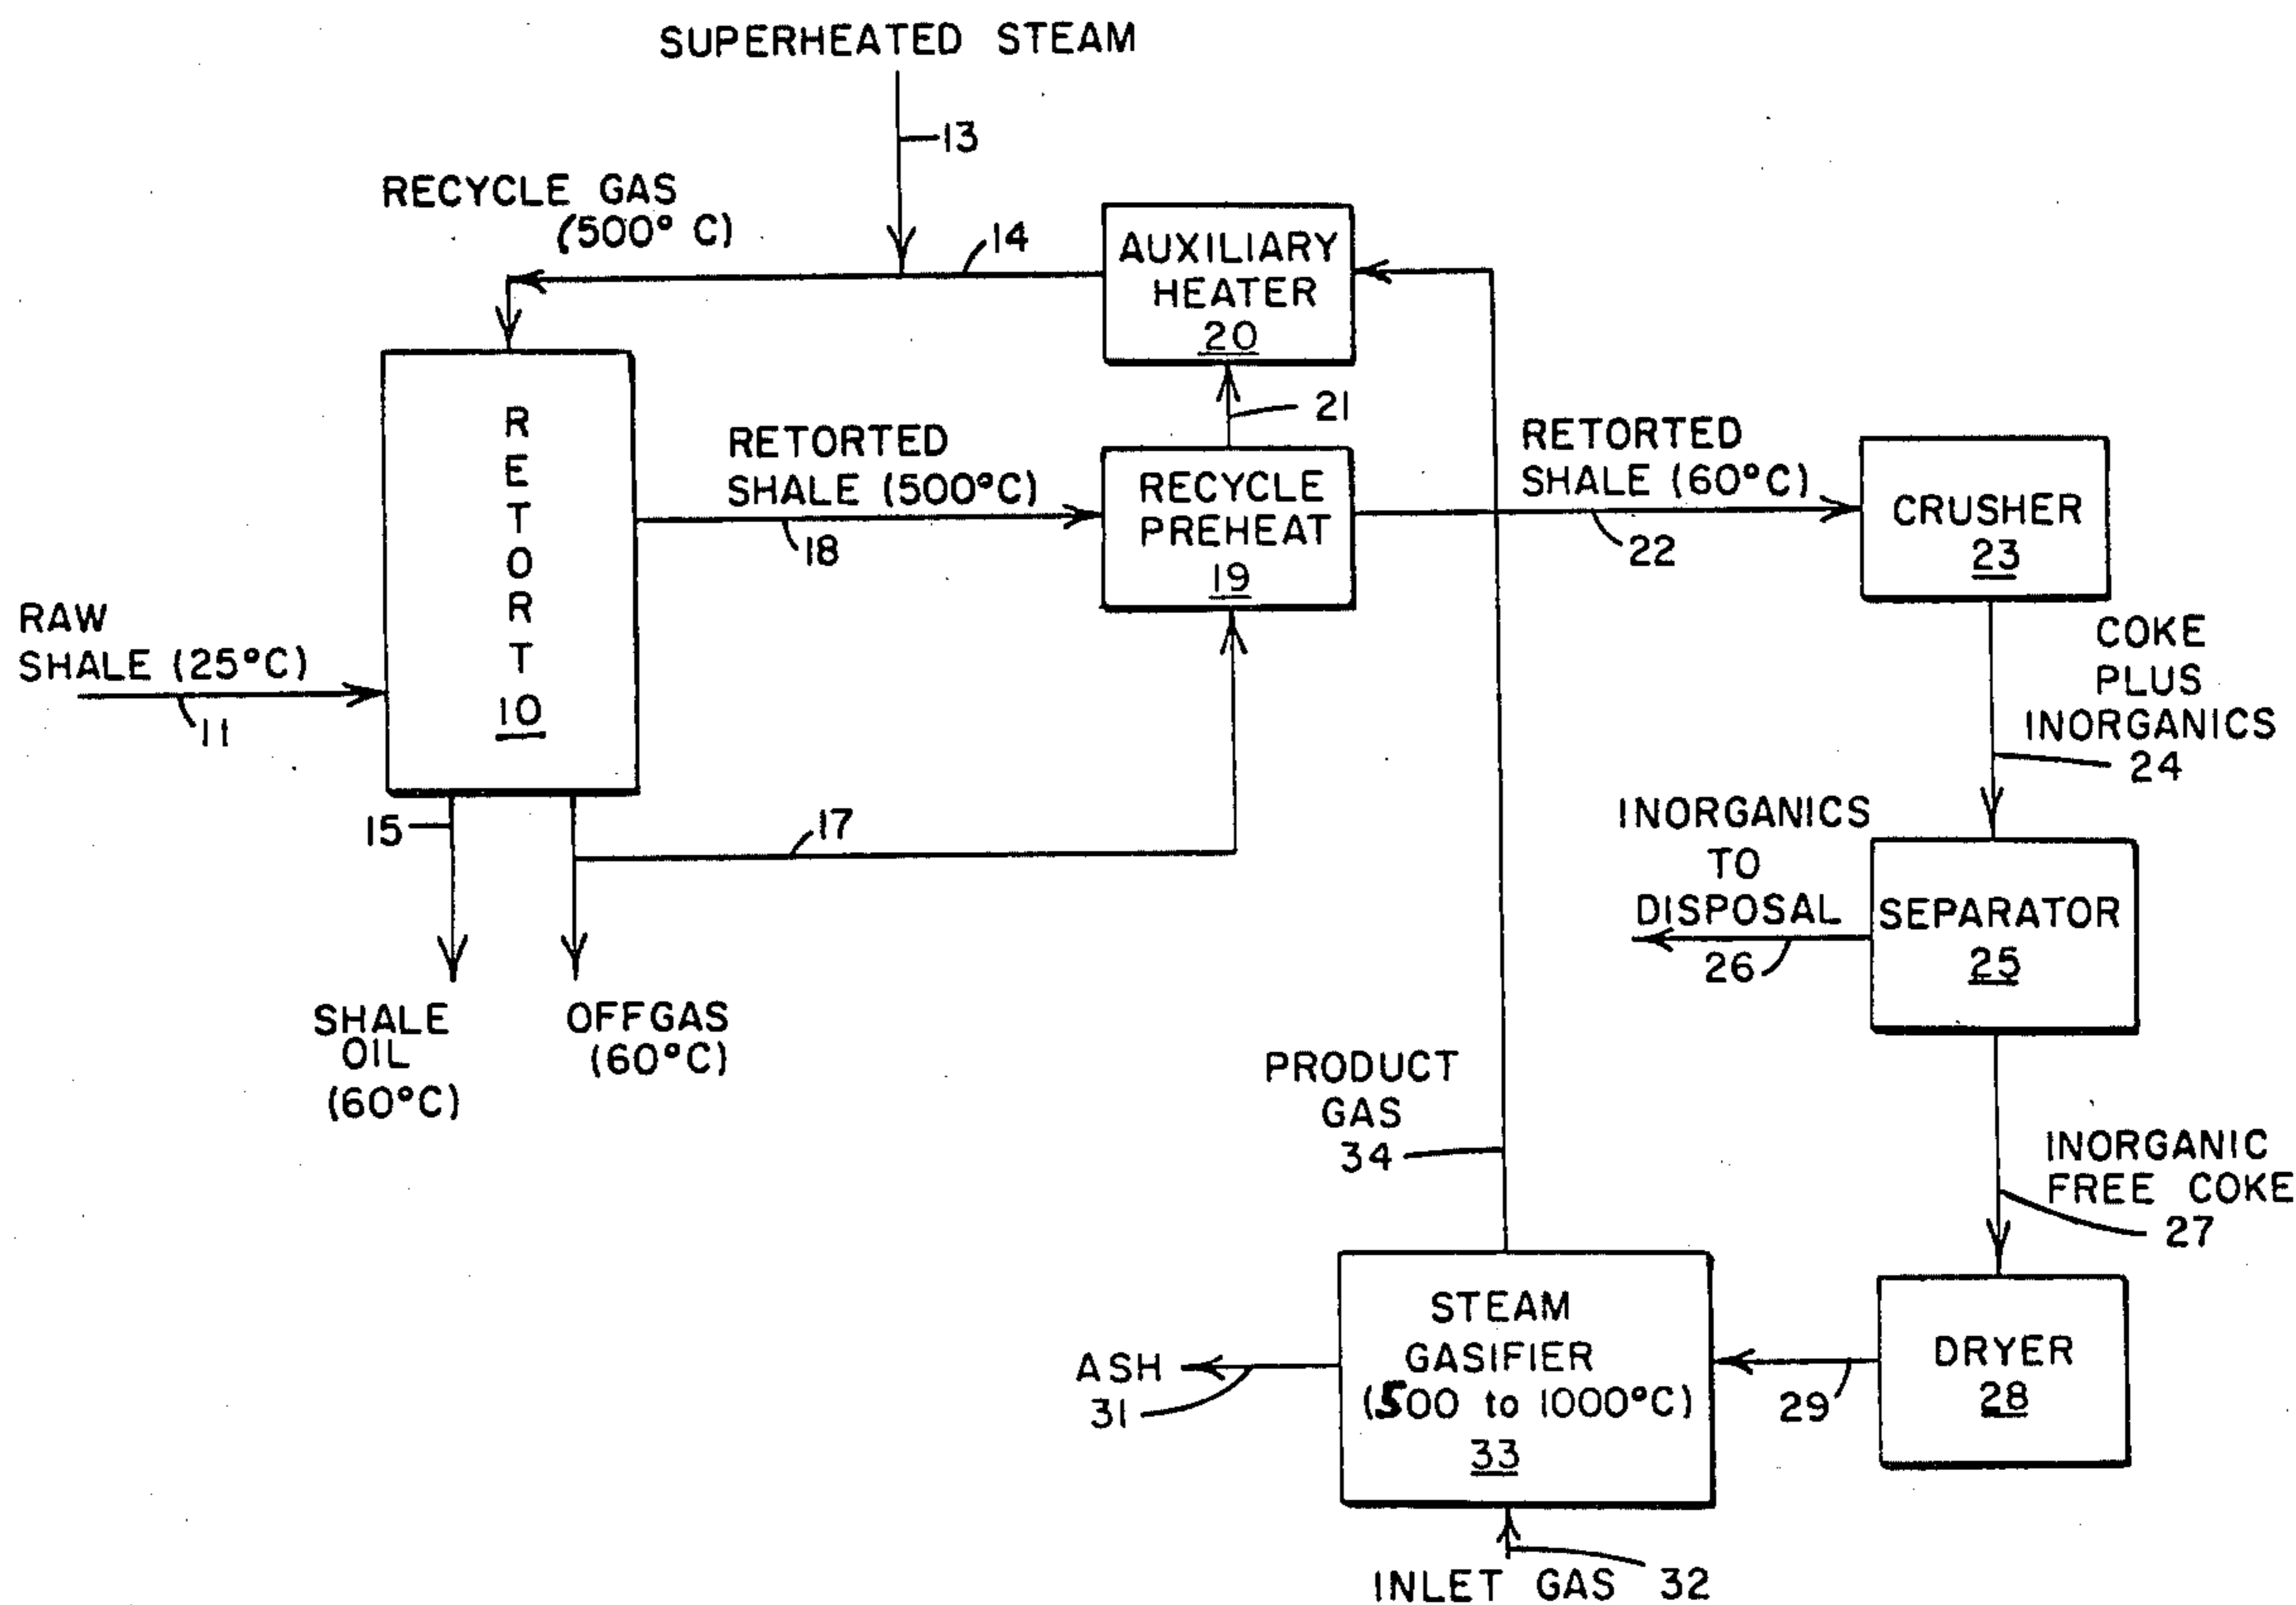 SUPERHEATED STEAM
13
RECYCLE GAS
(500° C)
14
AUXILIARY
HEATER
20
21
RETORT
10
RETORTED
SHALE (500°C)
18
RECYCLE
PREHEAT
19
RETORTED
SHALE (60°C)
22
CRUSHER
23
RAW
SHALE (25°C)
11
COKE
PLUS
INORGANICS
24
15
17
INORGANICS
TO
DISPOSAL
26
SEPARATOR
25
SHALE
OIL
(60°C)
OFFGAS
(60°C)
PRODUCT
GAS
34
INORGANIC
FREE COKE
27
STEAM
GASIFIER
(500 to 1000°C)
33
ASH
31
29
DRYER
28
INLET GAS 32